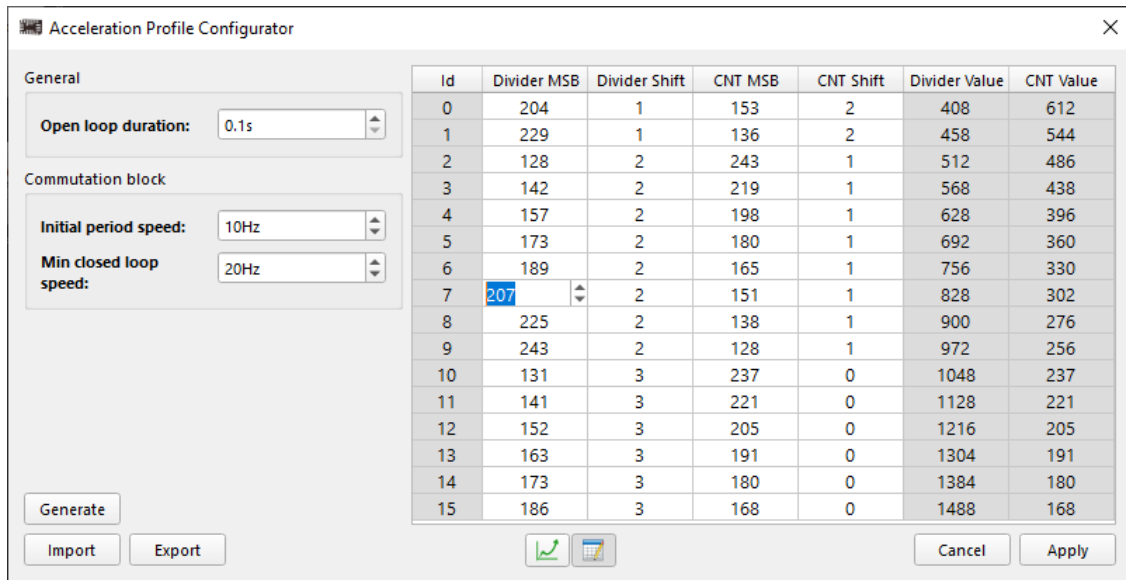 Acceleration Profile Configurator
General
Open loop duration: 0.1s
Commutation block
Initial period speed: 10Hz
Min closed loop
speed: 20Hz
Generate
Import Export
Id Divider MSB Divider Shift CNT MSB CNT Shift Divider Value CNT Value
0 204 1 153 2 408 612
1 229 1 136 2 458 544
2 128 2 243 1 512 486
3 142 2 219 1 568 438
4 157 2 198 1 628 396
5 173 2 180 1 692 360
6 189 2 165 1 756 330
7 207 2 151 1 828 302
8 225 2 138 1 900 276
9 243 2 128 1 972 256
10 131 3 237 0 1048 237
11 141 3 221 0 1128 221
12 152 3 205 0 1216 205
13 163 3 191 0 1304 191
14 173 3 180 0 1384 180
15 186 3 168 0 1488 168
Cancel Apply